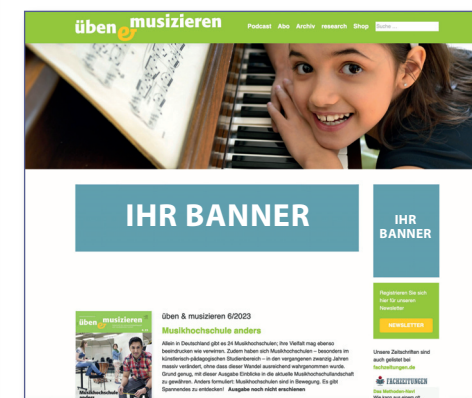 üben & musizieren
Podcast Abo Archiv research Shop Suche ...
IHR BANNER
IHR
BANNER
Registrieren Sie sich
hier für unseren
Newsletter
NEWSLETTER
üben & musizieren
üben & musizieren 6/2023
Musikhochschule anders
Allein in Deutschland gibt es 24 Musikhochschulen; ihre Vielfalt mag ebenso
beeindrucken wie verwirren. Zudem haben sich Musikhochschulen – besonders im
künstlerisch-pädagogischen Studienbereich – in den vergangenen zwanzig Jahren
massiv verändert, ohne dass dieser Wandel ausreichend wahrgenommen wurde.
Grund genug, mit dieser Ausgabe Einblicke in die aktuelle Musikhochschullandschaft
zu gewähren. Anders formuliert: Musikhochschulen sind in Bewegung. Es gibt
Spannendes zu entdecken! Ausgabe noch nicht erschienen
Musikhochschule
anders
Unsere Zeitschriften sind
auch gelistet bei
fachzeitungen.de
FACHZEITUNGEN